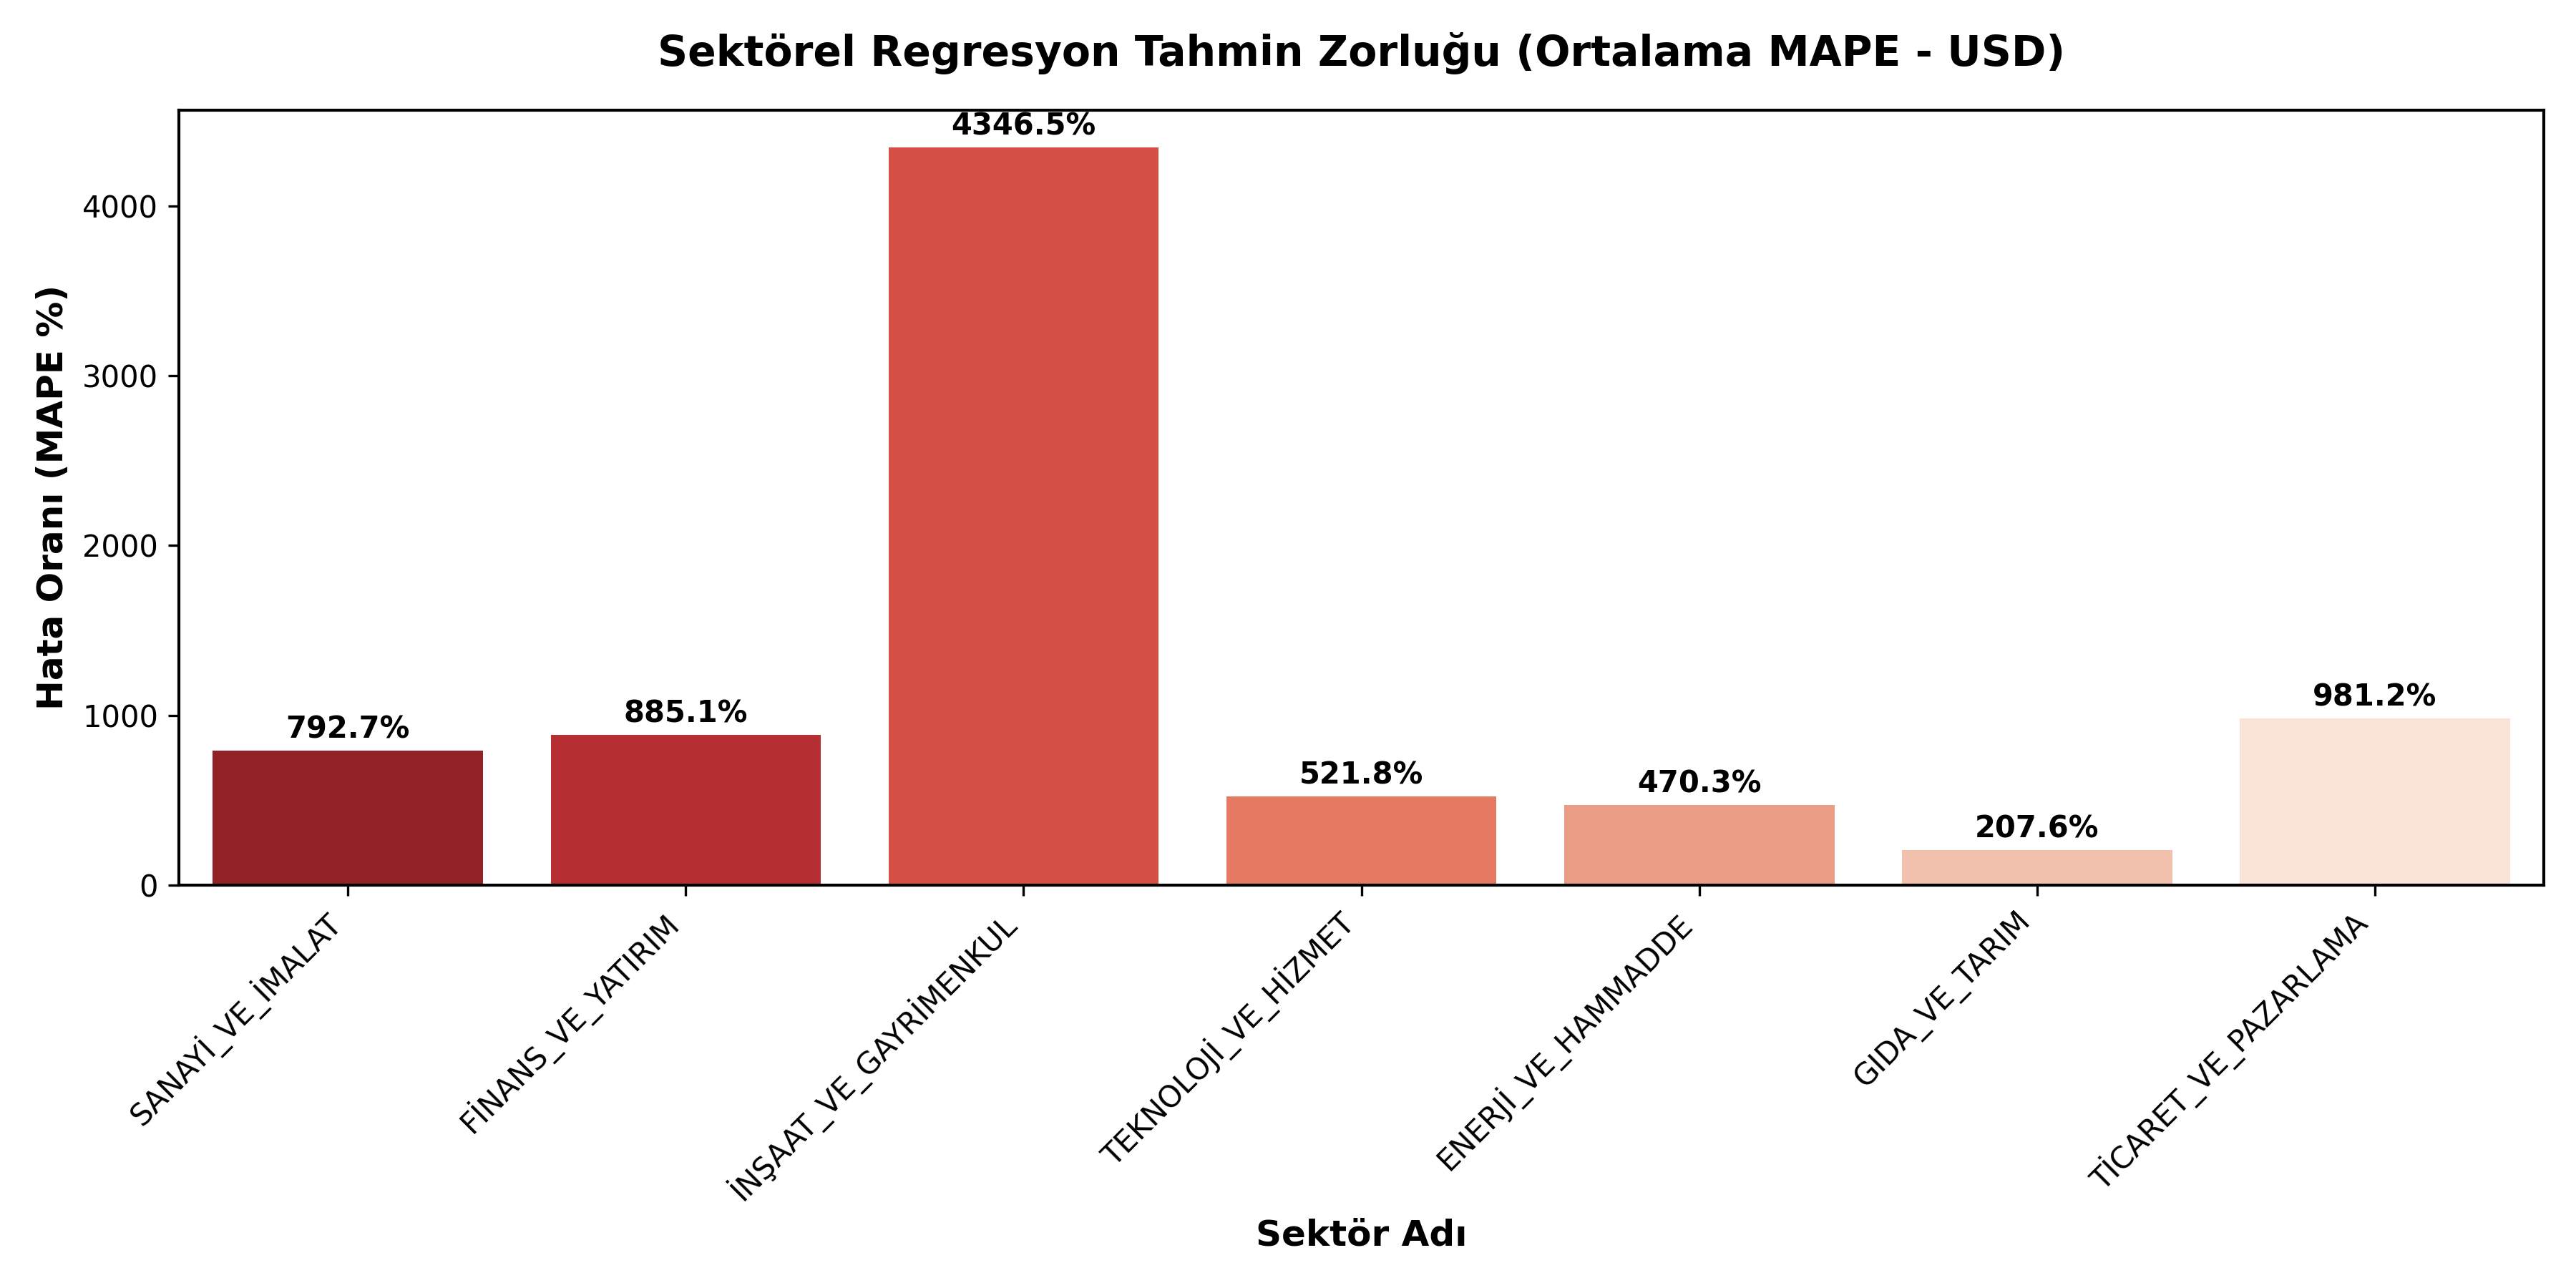 Sektörel Regresyon Tahmin Zorluğu (Ortalama MAPE - USD)
Hata Oranı (MAPE %)
4000
3000
2000
1000
0
792.7%
885.1%
4346.5%
521.8%
470.3%
207.6%
981.2%
SANAYİ_VE_İMALAT
FİNANS_VE_YATIRIM
İNŞAAT_VE_GAYRİMENKUL
TEKNOLOJİ_VE_HİZMET
ENERJİ_VE_HAMMADDE
GIDA_VE_TARIM
TİCARET_VE_PAZARLAMA
Sektör Adı